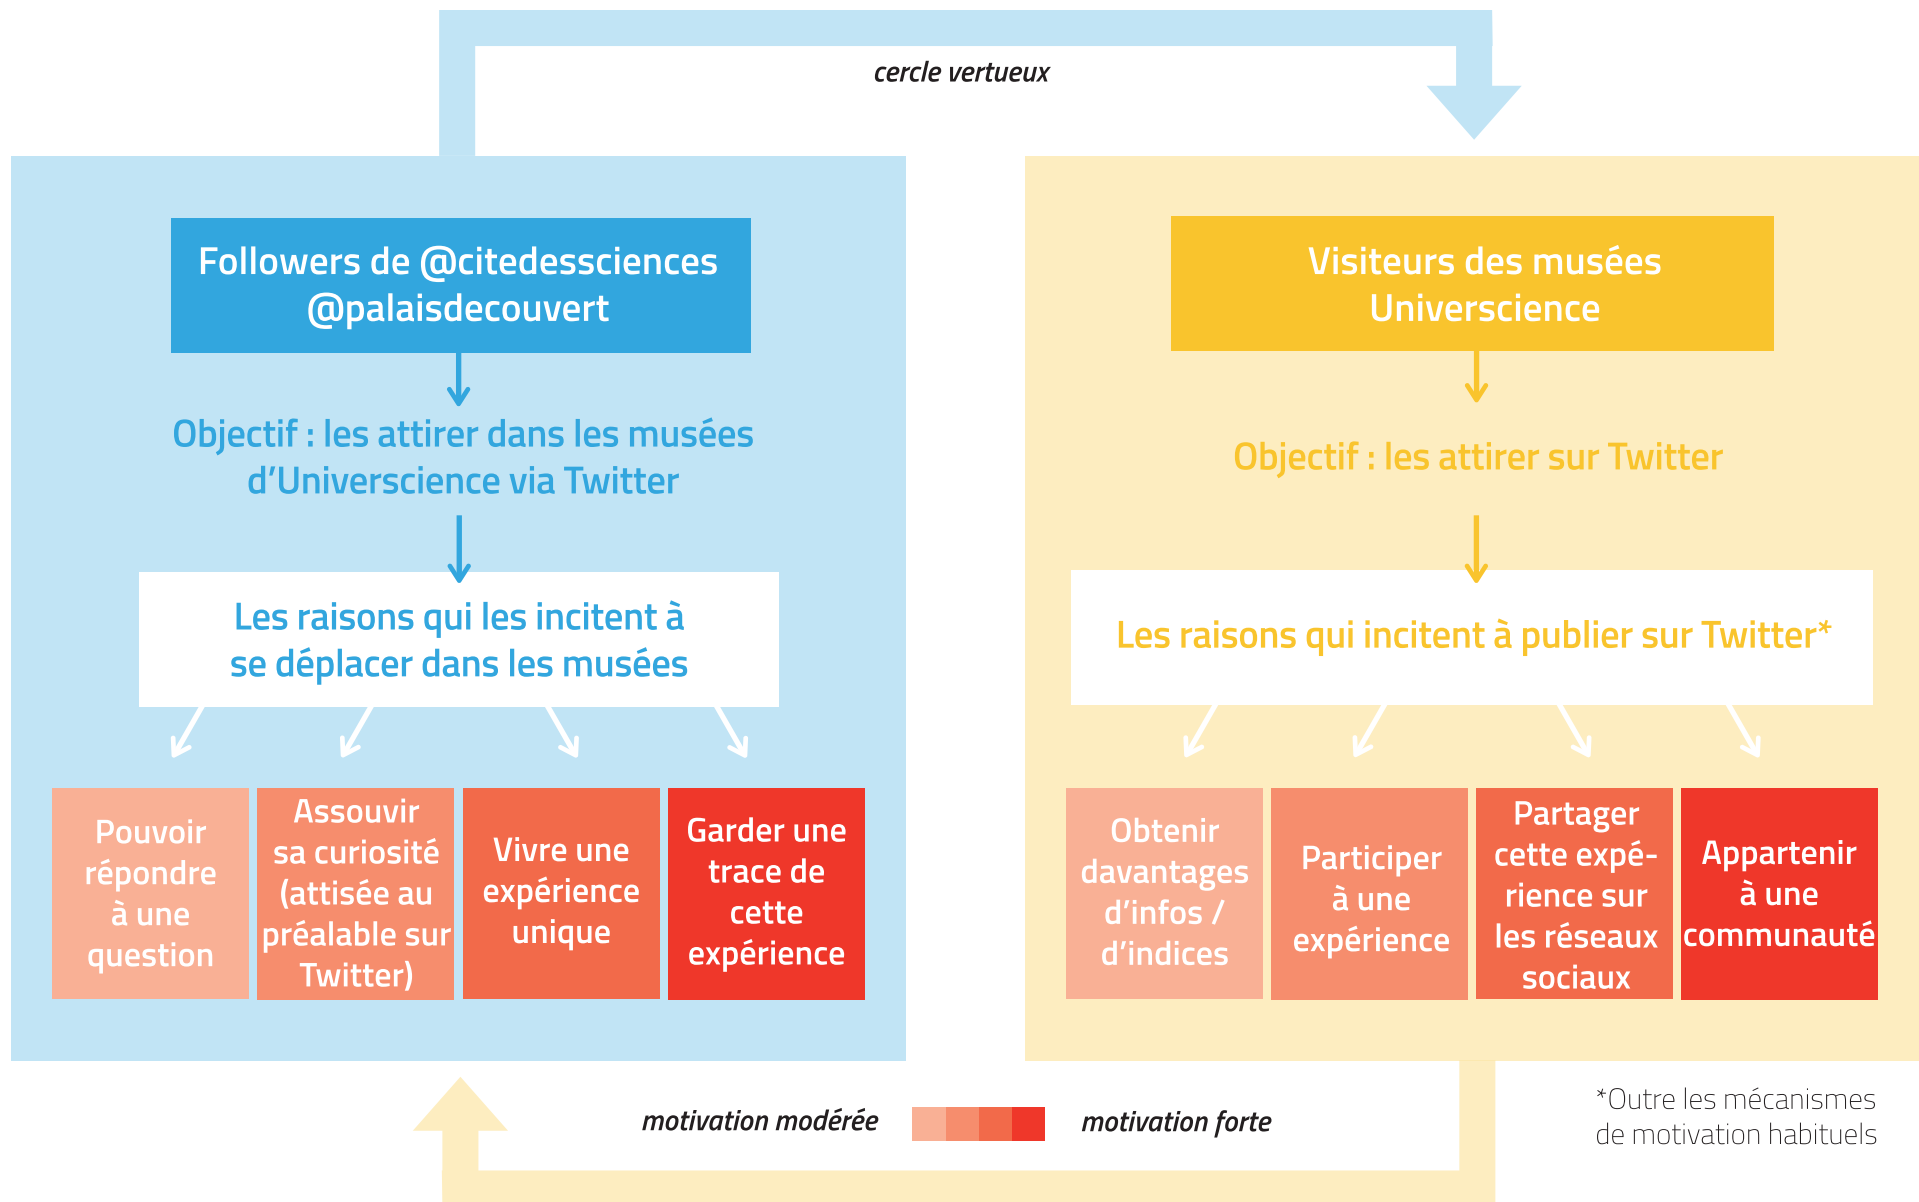 cercle vertueux
Followers de @citedessciences
@palaisdecouvert
Objectif : les attirer dans les musées
d’Universcience via Twitter
Les raisons qui les incitent à
se déplacer dans les musées
Pouvoir
répondre
à une
question
Assouvir
sa curiosité
(attisée au
préalable sur
Twitter)
Vivre une
expérience
unique
Garder une
trace de
cette
expérience
Visiteurs des musées
Universcience
Objectif : les attirer sur Twitter
Les raisons qui incitent à publier sur Twitter*
Obtenir
davantages
d’infos /
d’indices
Participer
à une
expérience
Partager
cette expé-
rience sur
les réseaux
sociaux
Appartenir
à une
communauté
motivation modérée
motivation forte
*Outre les mécanismes
de motivation habituels